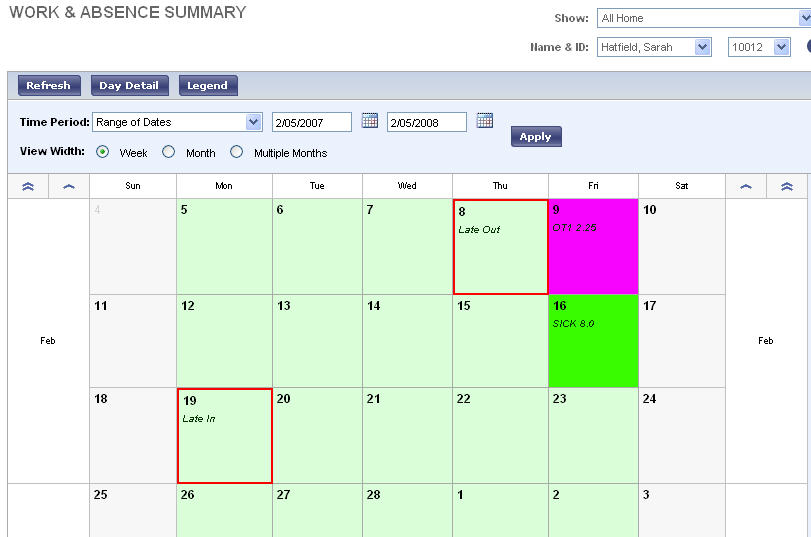 WORK & ABSENCE SUMMARY
Show: All Home
Name & ID: Hatfield, Sarah 10012
Refresh Day Detail Legend
Time Period: Range of Dates 2/05/2007 2/05/2008
Apply
View Width: Week Month Multiple Months
Sun Mon Tue Wed Thu Fri Sat
4 5 6 7 8 9 10
Late Out OT1 2.25
11 12 13 14 15 16 17
SICK 8.0
Feb Feb
18 19 20 21 22 23 24
Late In
25 26 27 28 1 2 3